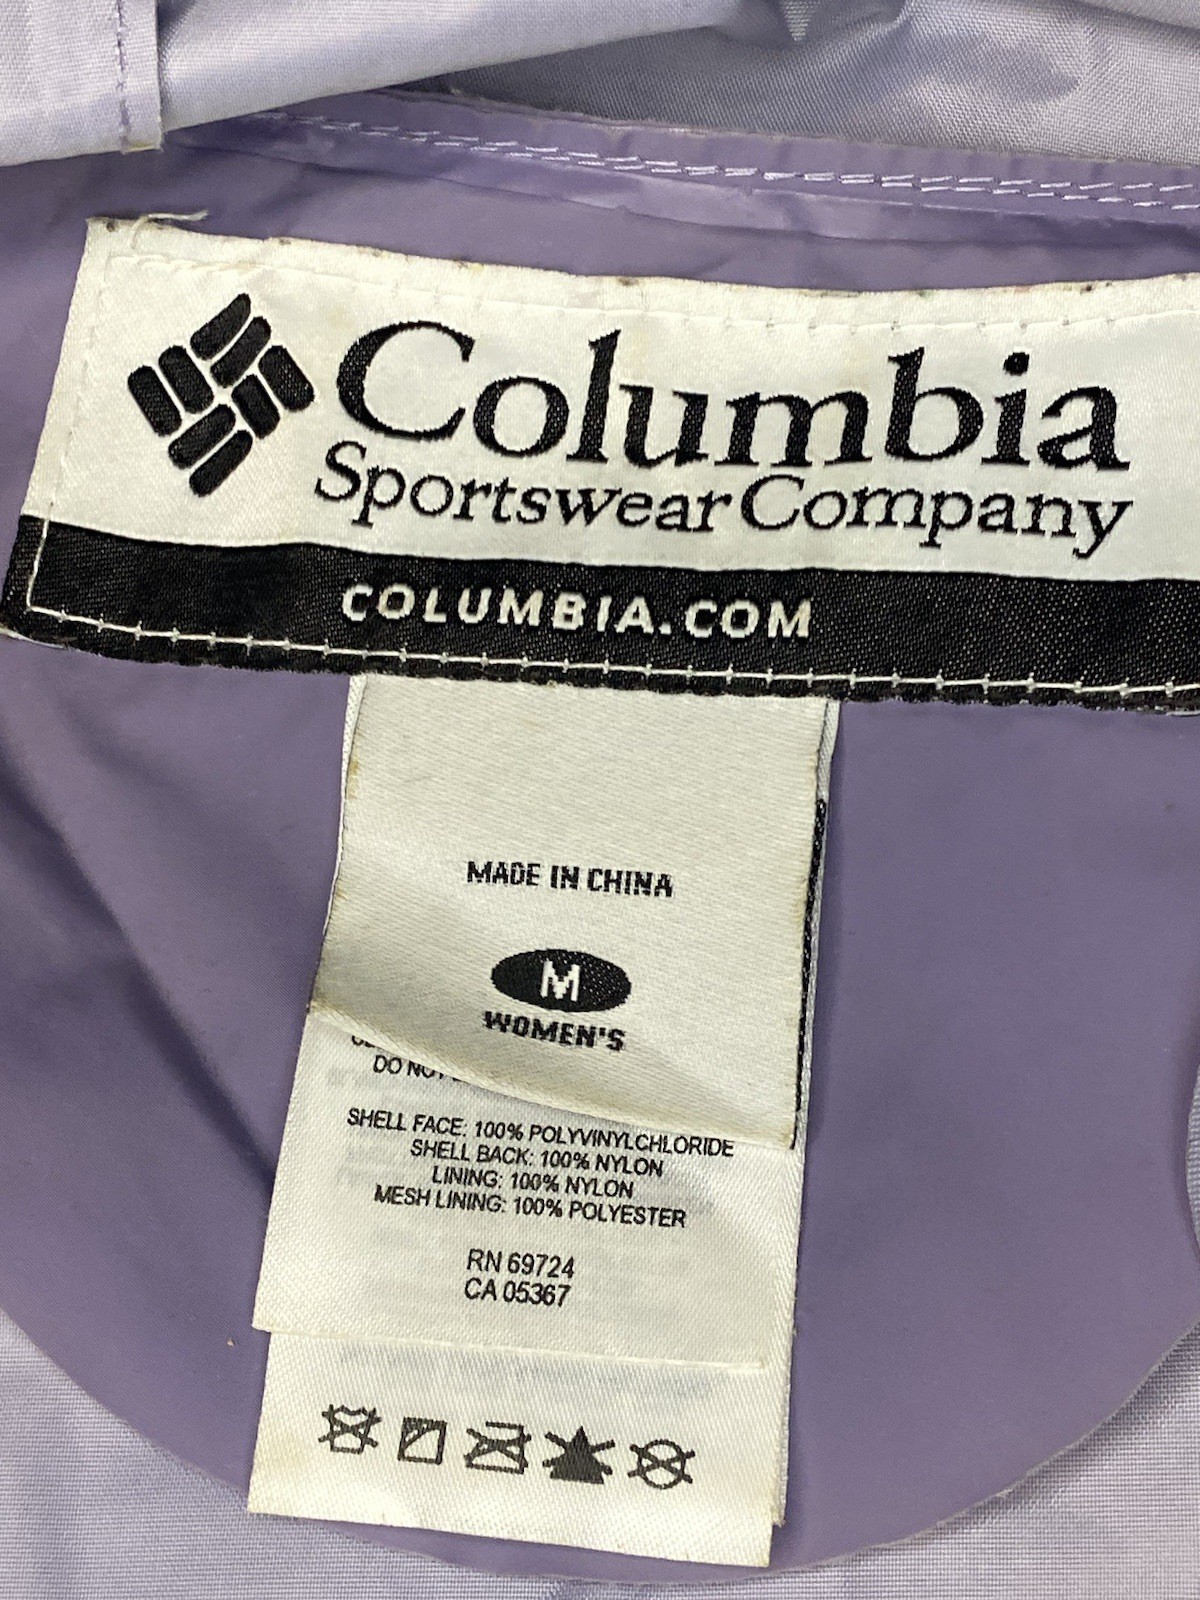 Columbia
Sportswear Company
COLUMBIA.COM
MADE IN CHINA
M
WOMEN'S
DO NOT
SHELL FACE: 100% POLYVINYLCHLORIDE
SHELL BACK: 100% NYLON
LINING: 100% NYLON
MESH LINING: 100% POLYESTER
RN 69724
CA 05367